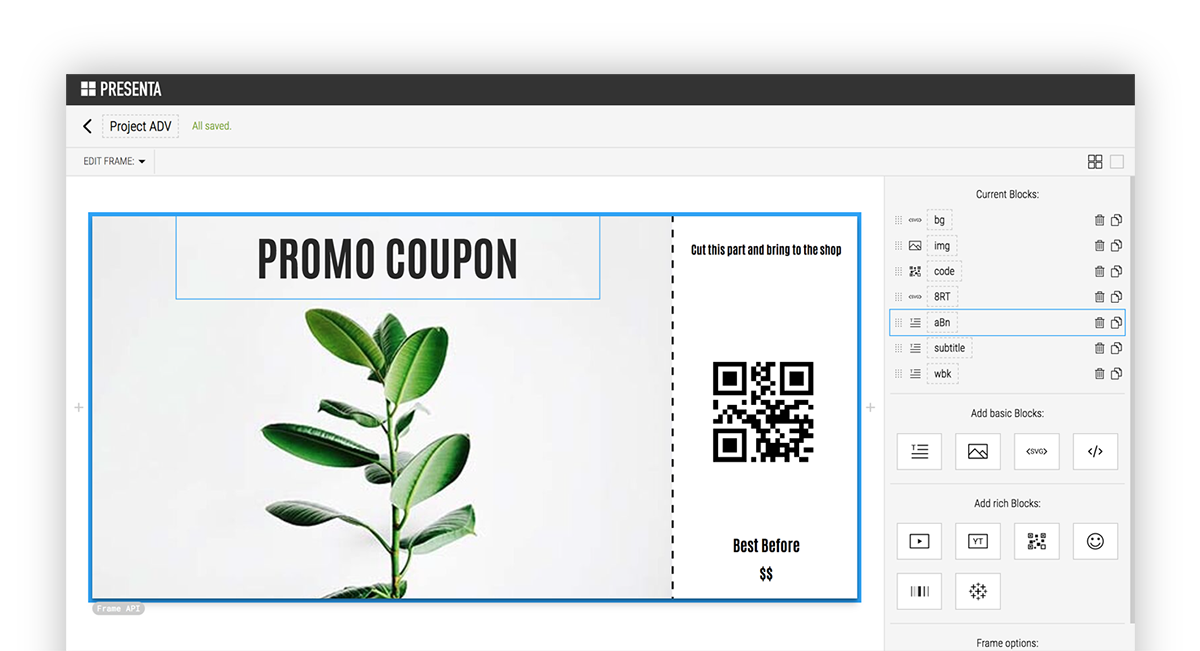 PRESENTA
Project ADV
All saved.
EDIT FRAME:
PROMO COUPON
Cut this part and bring to the shop
Best Before
$$
Frame API
Current Blocks:
<SVG> bg
img
code
<SVG> 8RT
aBn
subtitle
wbk
Add basic Blocks:
T <SVG> </>
Add rich Blocks:
YT
Frame options: